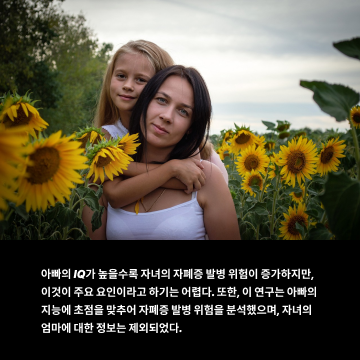 아빠의 IQ가 높을수록 자녀의 자폐증 발병 위험이 증가하지만,
이것이 주요 요인이라고 하기는 어렵다. 또한, 이 연구는 아빠의
지능에 초점을 맞추어 자폐증 발병 위험을 분석했으며, 자녀의
엄마에 대한 정보는 제외되었다.